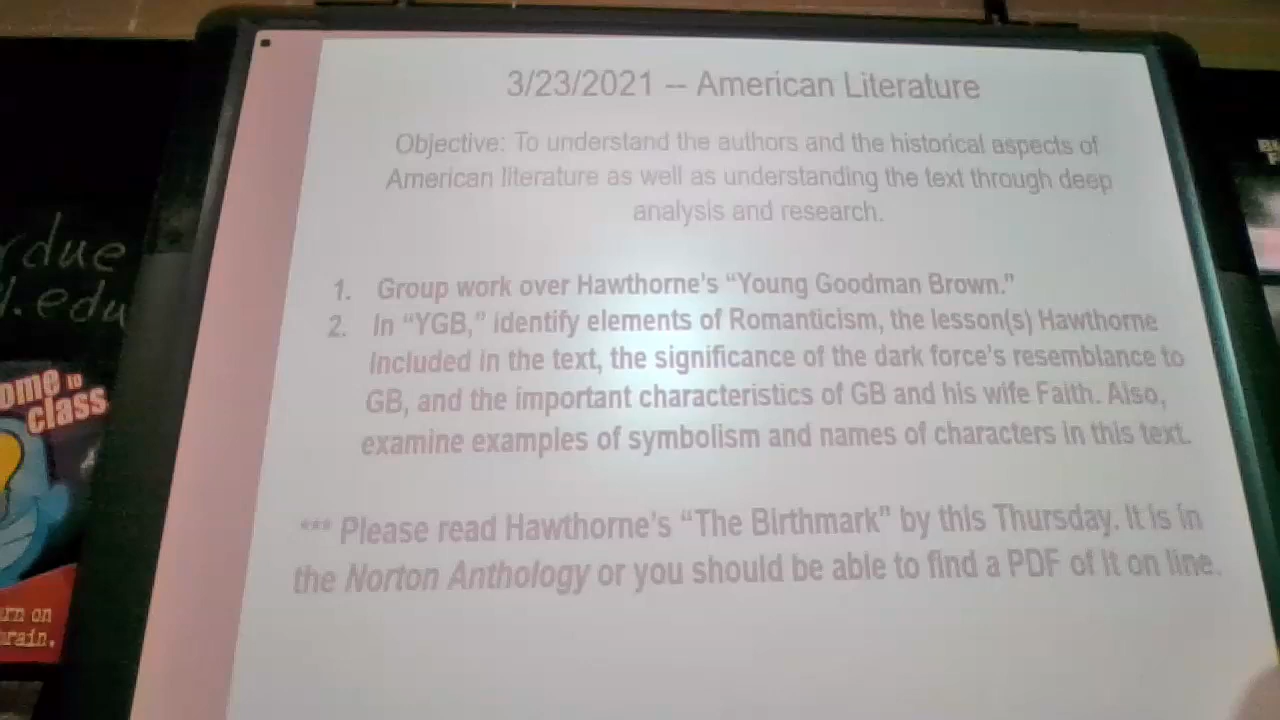 3/23/2021 -- American Literature
Objective: To understand the authors and the historical aspects of
American literature as well as understanding the text through deep
analysis and research.
1. Group work over Hawthorne's “Young Goodman Brown.”
2. In “YGB,” identify elements of Romanticism, the lesson(s) Hawthorne
included in the text, the significance of the dark force's resemblance to
GB, and the important characteristics of GB and his wife Faith. Also,
examine examples of symbolism and names of characters in this text.
*** Please read Hawthorne's “The Birthmark” by this Thursday. It is in
the Norton Anthology or you should be able to find a PDF of it on line.
rdue
.edu
ome to
class
rn on
rain.